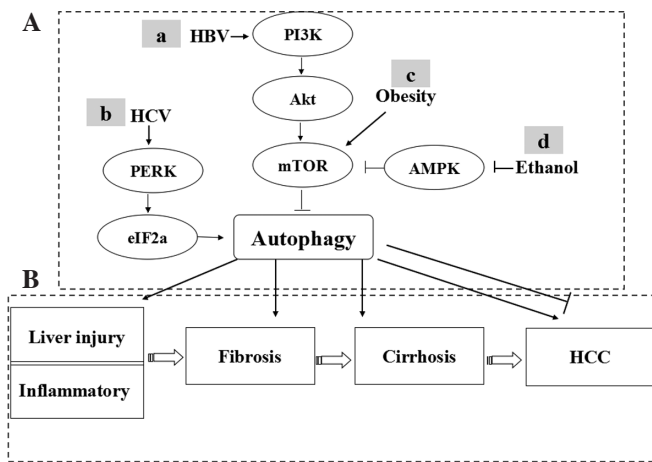 A
a HBV PI3K
c
Obesity
Akt
b HCV
d
Ethanol
mTOR AMPK
PERK
eIF2a
Autophagy
B
Liver injury
Inflammatory
Fibrosis
Cirrhosis
HCC